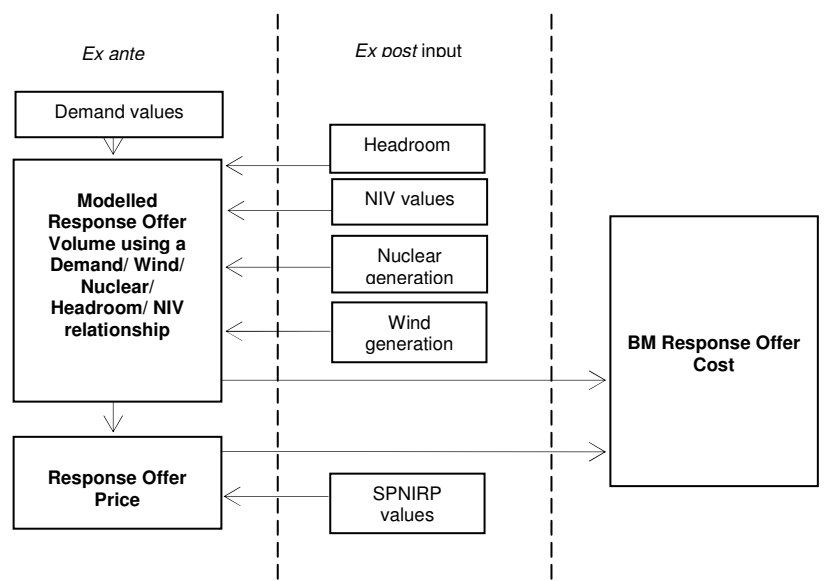 Ex ante
Ex post input
Demand values
Headroom
Modelled
Response Offer
Volume using a
Demand/ Wind/
Nuclear/
Headroom/ NIV
relationship
NIV values
Nuclear
generation
Wind
generation
BM Response Offer
Cost
Response Offer
Price
SPNIRP
values